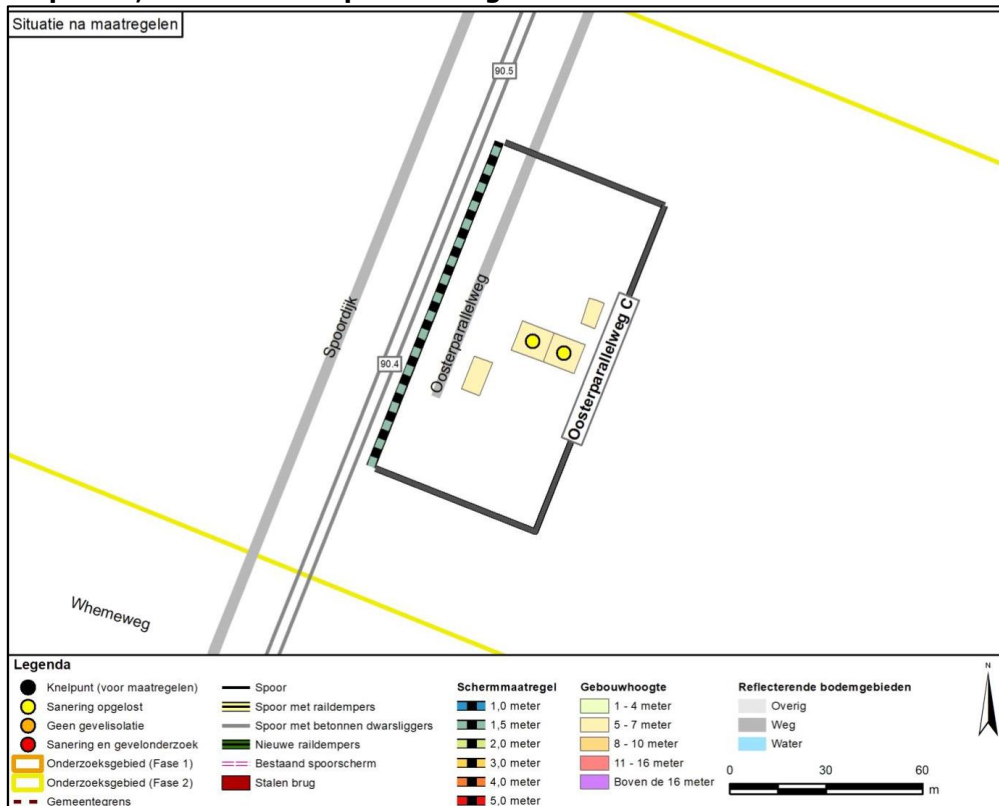 Situatie na maatregelen
90.5
Spoordijk
Oosterparallelweg
90.4
Oosterparallelweg C
Whemeweg
Legenda
Knelpunt (voor maatregelen)
Sanering opgelost
Geen gevelisolatie
Sanering en gevelonderzoek
Onderzoeksgebied (Fase 1)
Onderzoeksgebied (Fase 2)
Gemeentegrens
Spoor
Spoor met raildempers
Spoor met betonnen dwarsliggers
Nieuwe raildempers
Bestaand spoorscherm
Stalen brug
Schermmaatregel
1,0 meter
1,5 meter
2,0 meter
3,0 meter
4,0 meter
5,0 meter
Gebouwhoogte
1 - 4 meter
5 - 7 meter
8 - 10 meter
11 - 16 meter
Boven de 16 meter
Reflecterende bodemgebieden
Overig
Weg
Water
N
0 30 60
m